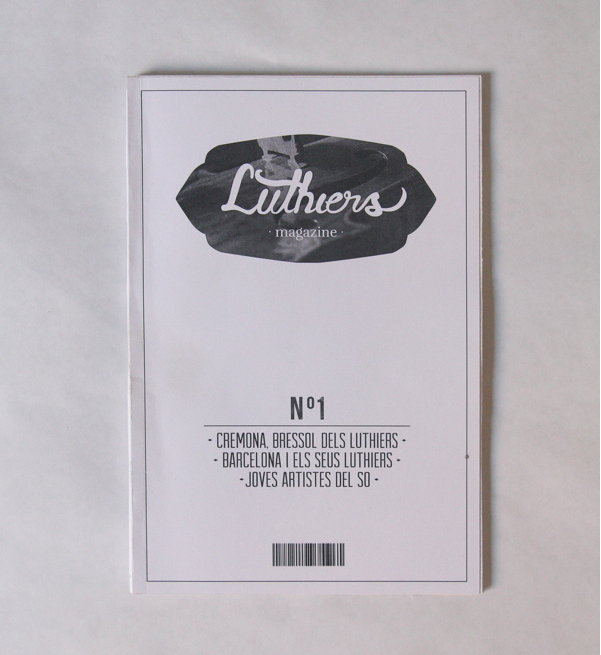 Luthiers
· magazine ·
Nº1
- CREMONA, BRESSOL DELS LUTHIERS -
- BARCELONA I ELS SEUS LUTHIERS -
- JOVES ARTISTES DEL SO -